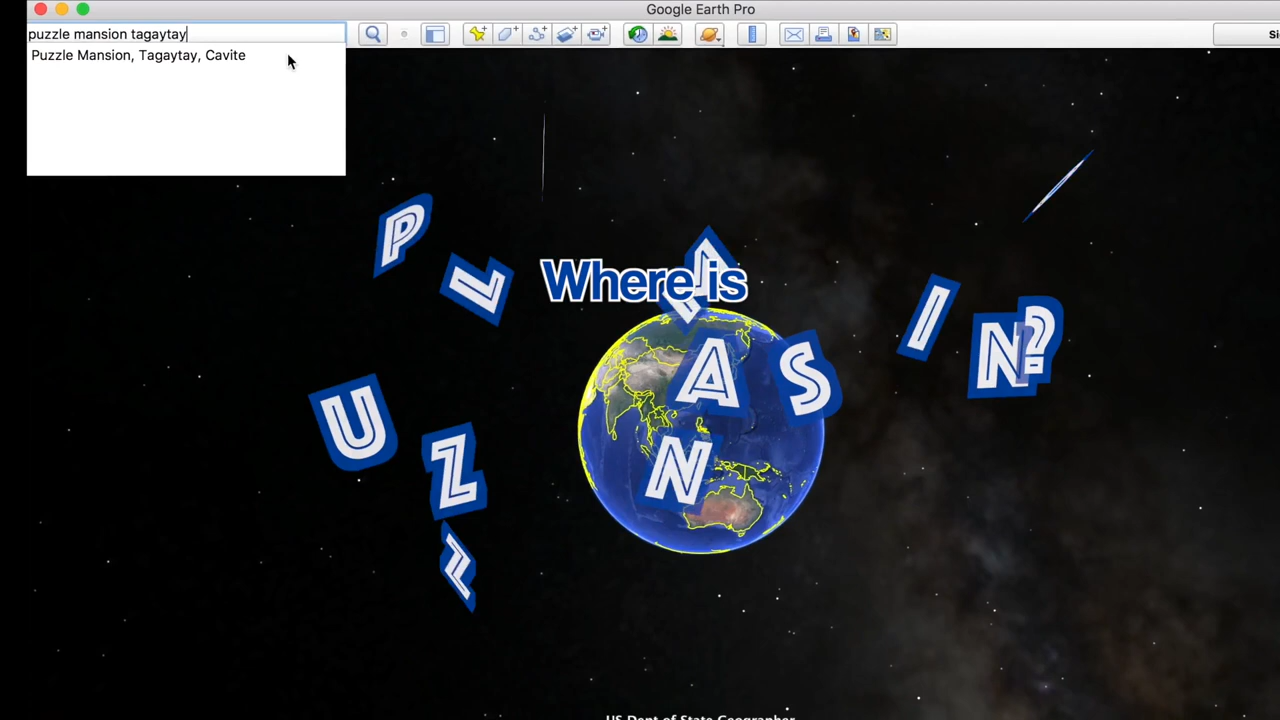 Google Earth Pro
puzzle mansion tagaytay
Puzzle Mansion, Tagaytay, Cavite
Where is
P
L
U
Z
Z
A
N
S
I
N?
US Dept of State Geographer